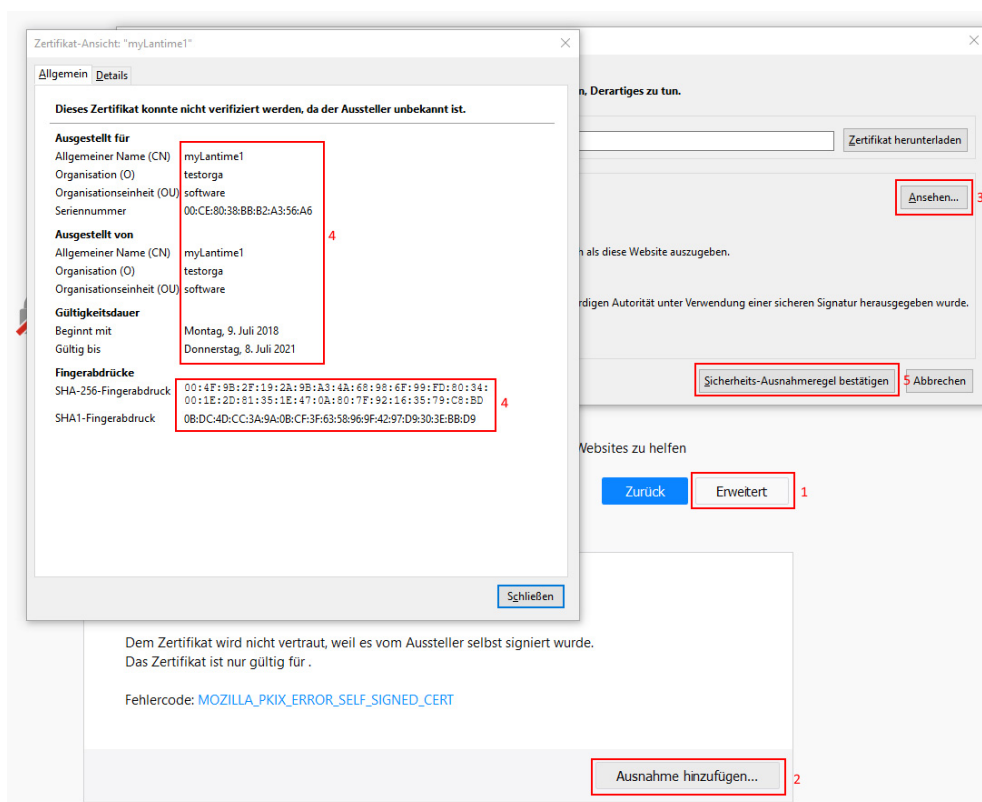 Zertifikat-Ansicht: "myLantime1"
Allgemein Details
Dieses Zertifikat konnte nicht verifiziert werden, da der Aussteller unbekannt ist.
Ausgestellt für
Allgemeiner Name (CN) myLantime1
Organisation (O) testorga
Organisationseinheit (OU) software
Seriennummer 00:CE:80:38:BB:B2:A3:56:A6
4
Ausgestellt von
Allgemeiner Name (CN) myLantime1
Organisation (O) testorga
Organisationseinheit (OU) software
Gültigkeitsdauer
Beginnt mit Montag, 9. Juli 2018
Gültig bis Donnerstag, 8. Juli 2021
Fingerabdrücke
SHA-256-Fingerabdruck 00:4F:9B:2F:19:2A:9B:A3:4A:68:98:6F:99:FD:80:34:
00:1E:2D:81:35:1E:47:0A:80:7F:92:16:35:79:C8:BD
4
SHA1-Fingerabdruck 0B:DC:4D:CC:3A:9A:0B:CF:3F:63:58:96:9F:42:97:D9:30:3E:BB:D9
Schließen
n, Derartiges zu tun.
Zertifikat herunterladen
Ansehen... 3
h als diese Website auszugeben.
rdigen Autorität unter Verwendung einer sicheren Signatur herausgegeben wurde.
Sicherheits-Ausnahmeregel bestätigen 5 Abbrechen
Websites zu helfen
Zurück Erweitert 1
Dem Zertifikat wird nicht vertraut, weil es vom Aussteller selbst signiert wurde.
Das Zertifikat ist nur gültig für .
Fehlercode: MOZILLA_PKIX_ERROR_SELF_SIGNED_CERT
Ausnahme hinzufügen... 2